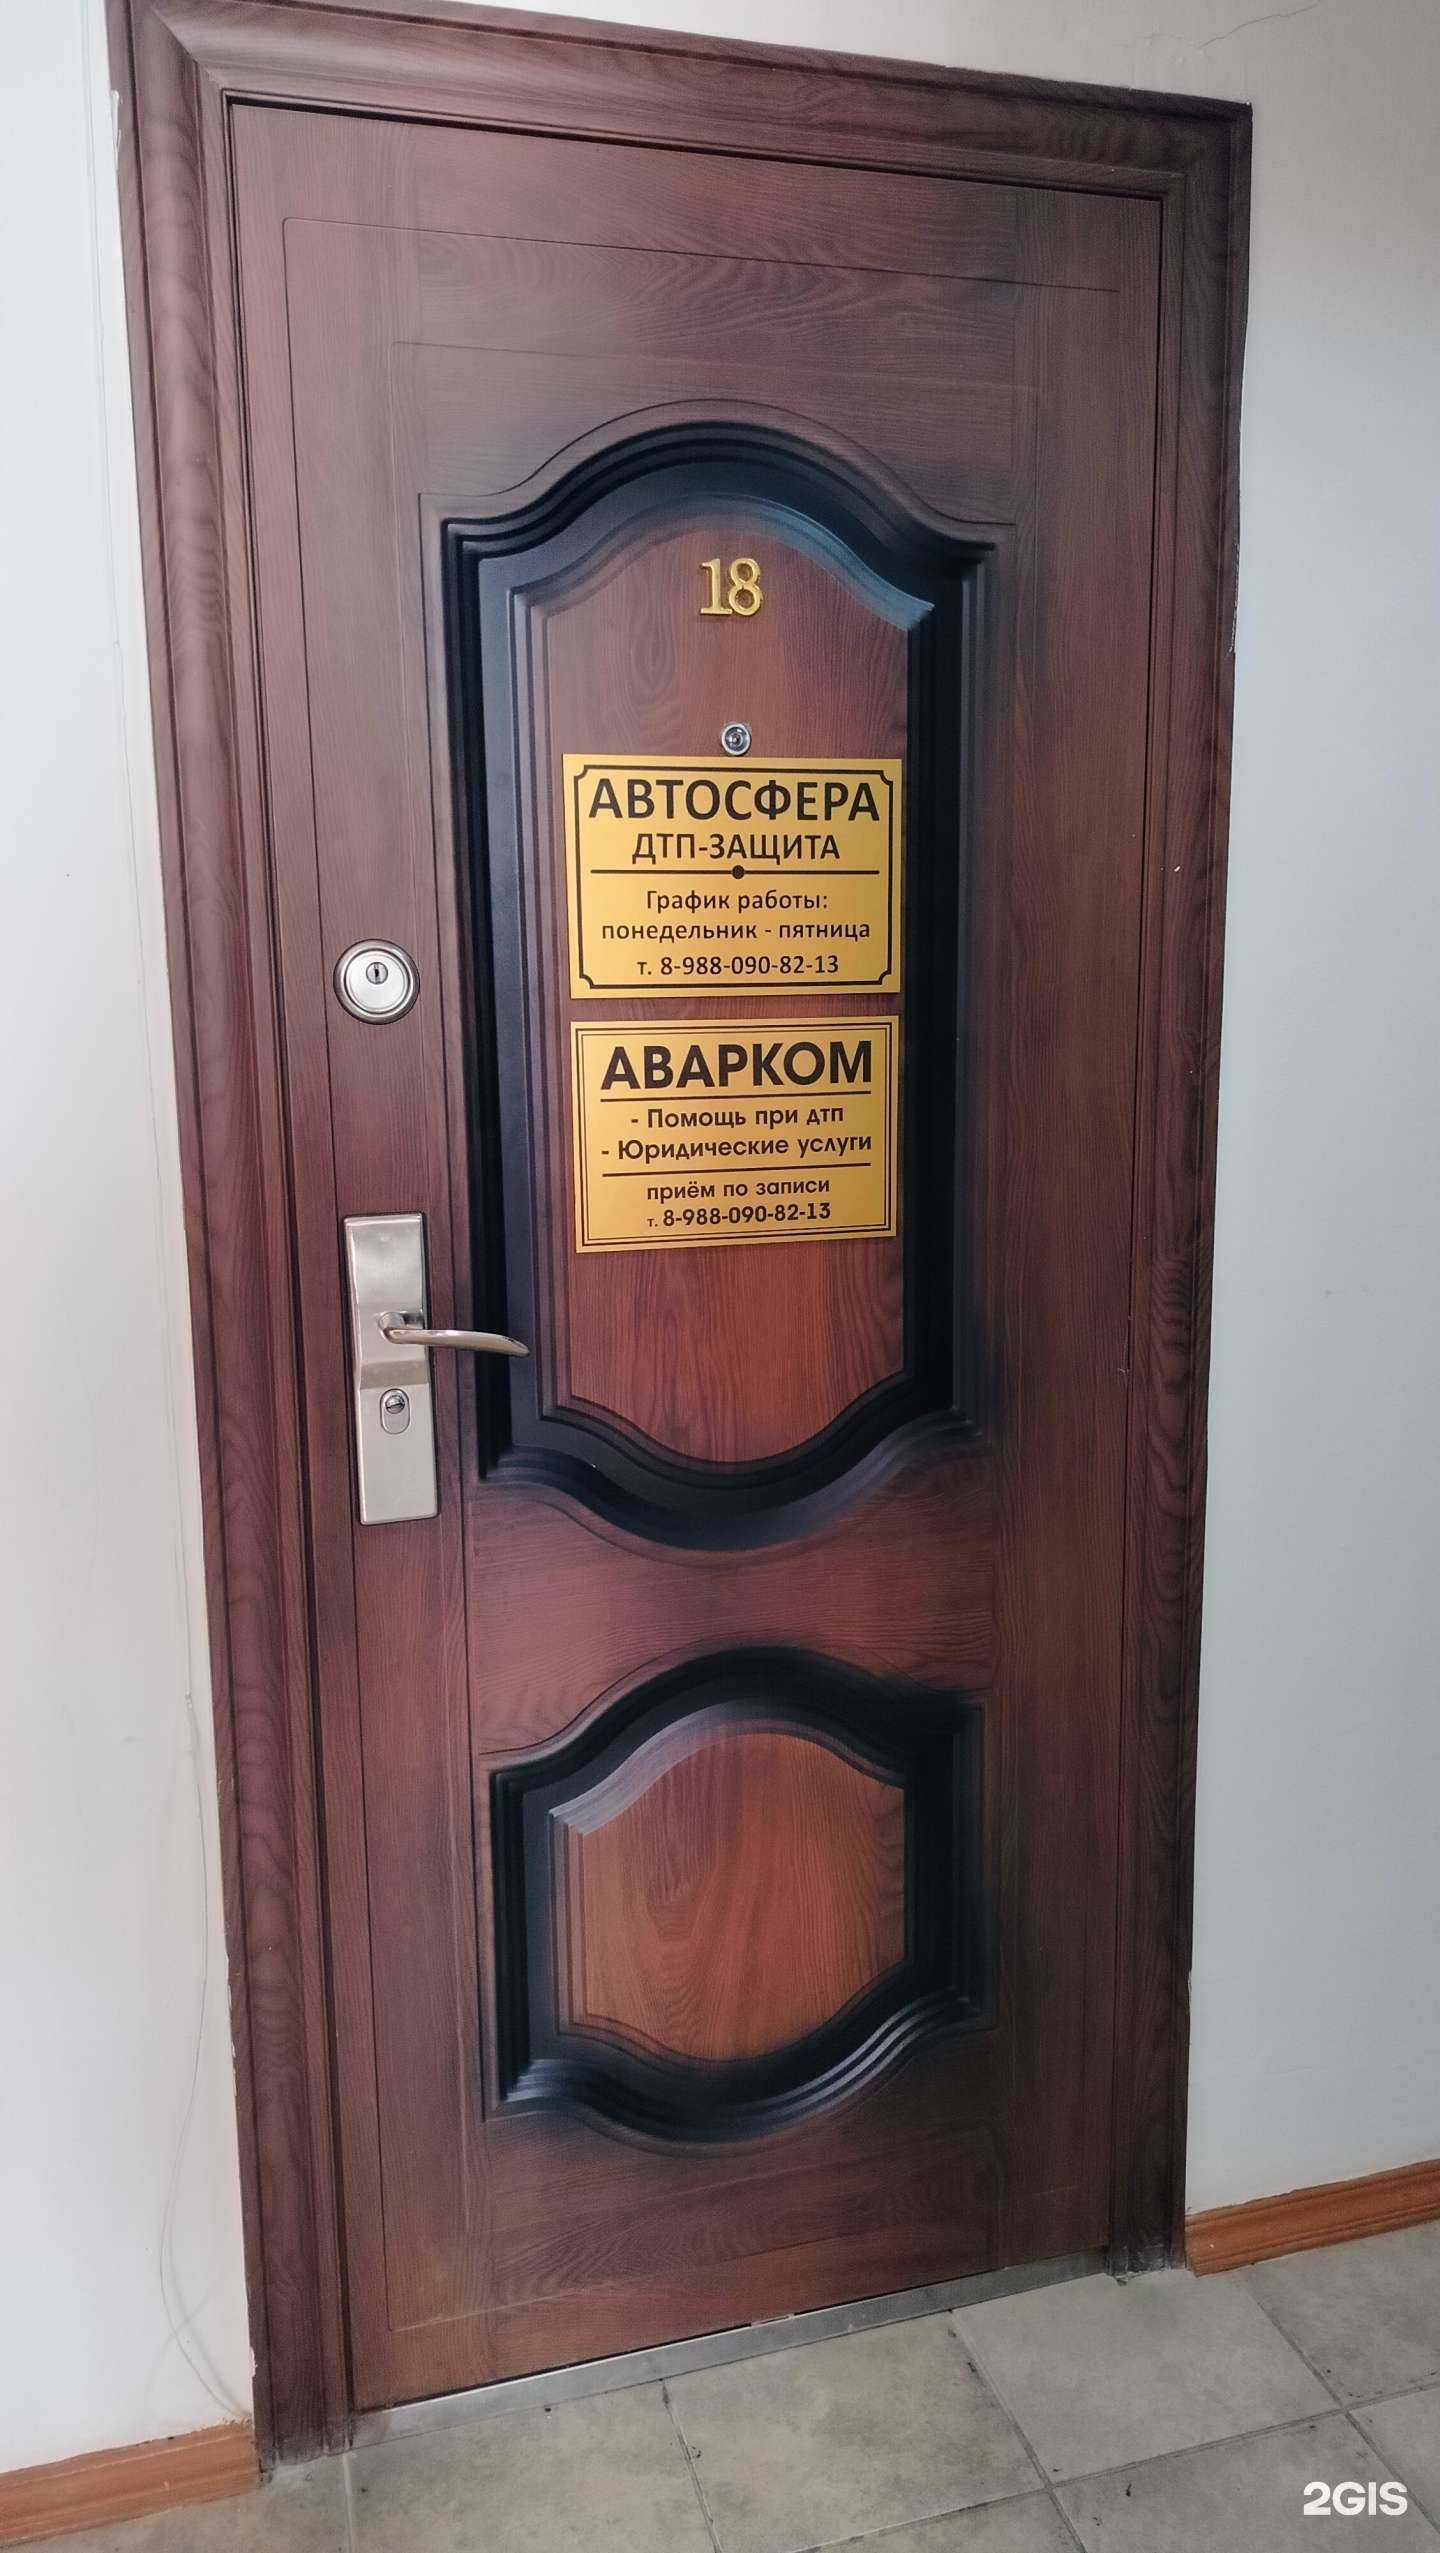 18
АВТОСФЕРА
ДТП-ЗАЩИТА
График работы:
понедельник - пятница
т. 8-988-090-82-13
АВАРКОМ
- Помощь при дтп
- Юридические услуги
приём по записи
т. 8-988-090-82-13
2GIS